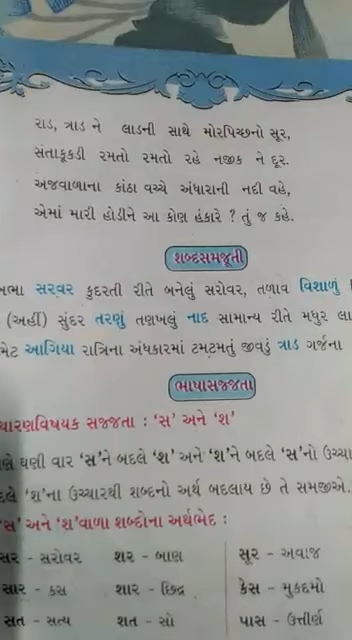 રાડ, ત્રાડ ને લાડની સાથે મોરપિચ્છનો સૂર,
સંતાકૂકડી રમતો રમતો રહે નજીક ને દૂર.
અજવાળાના કાંઠા વચ્ચે અંધારાની નદી વહે,
એમાં મારી હોડીને આ કોણ હંકારે ? તું જ કહે.
શબ્દસમજૂતી
સરવર કુદરતી રીતે બનેલું સરોવર, તળાવ વિશાળું
(અહીં) સુંદર તરણું તણખલું નાદ સામાન્ય રીતે મધુર લા
આગિયા રાત્રિના અંધકારમાં ટમટમતું જીવડું ત્રાડ ગર્જના
ભાષાસજ્જતા
ચારણવિષયક સજ્જતા : ‘સ’ અને ‘શ’
ણે ઘણી વાર ‘સ’ને બદલે ‘શ’ અને ‘શ’ને બદલે ‘સ’નો ઉચ્ચા
દલે ‘શ’ના ઉચ્ચારથી શબ્દનો અર્થ બદલાય છે તે સમજીએ.
‘સ’ અને ‘શ’વાળા શબ્દોના અર્થભેદ :
સર – સરોવર શર – બાણ સૂર – અવાજ
સાર – કસ શાર – છિદ્ર કેસ – મુકદમો
સત – સત્ય શત – સો પાસ – ઉત્તીર્ણ